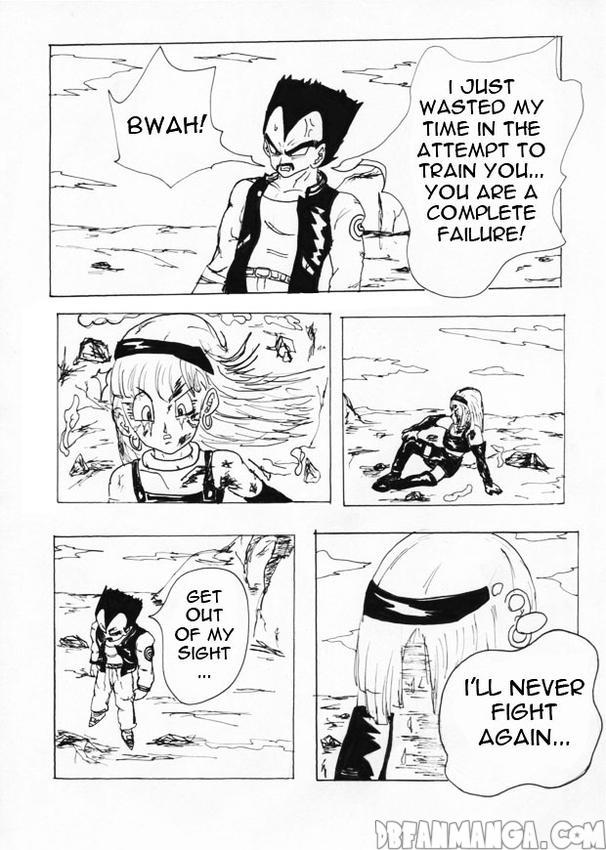 BWAH!
I JUST
WASTED MY
TIME IN THE
ATTEMPT TO
TRAIN YOU...
YOU ARE A
COMPLETE
FAILURE!
GET
OUT
OF MY
SIGHT
...
I'LL NEVER
FIGHT
AGAIN...
DBFANMANGA.COM